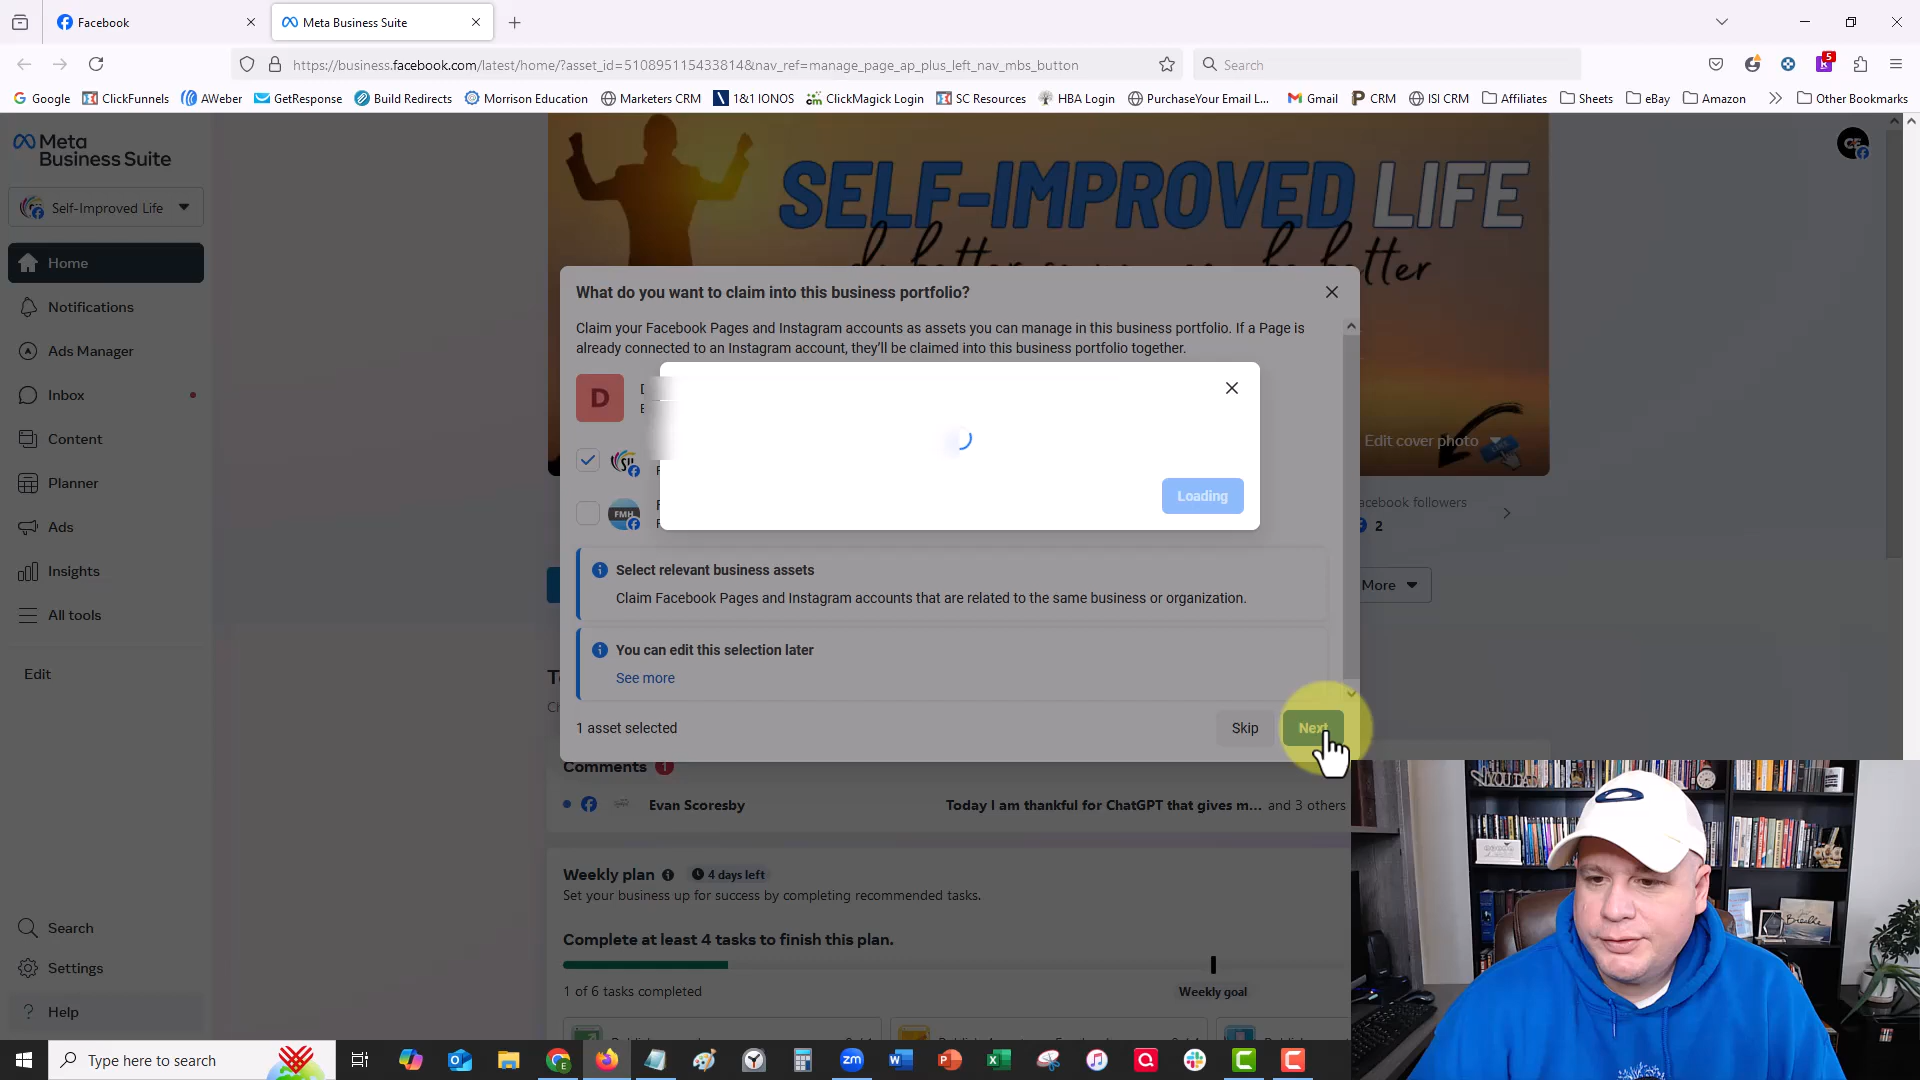 Facebook
Meta Business Suite
https://business.facebook.com/latest/home/?asset_id=510895115433814&nav_ref=manage_page_ap_plus_left_nav_mbs_button
Search
5
Google
ClickFunnels
AWeber
GetResponse
Build Redirects
Morrison Education
Marketers CRM
1&1 IONOS
ClickMagick Login
SC Resources
HBA Login
PurchaseYour Email L...
Gmail
CRM
ISI CRM
Affiliates
Sheets
eBay
Amazon
Other Bookmarks
Meta
Business Suite
Self-Improved Life
Home
Notifications
Ads Manager
Inbox
Content
Planner
Ads
Insights
All tools
Edit
Search
Settings
Help
SELF-IMPROVED LIFE
Edit cover photo
What do you want to claim into this business portfolio?
Claim your Facebook Pages and Instagram accounts as assets you can manage in this business portfolio. If a Page is
already connected to an Instagram account, they'll be claimed into this business portfolio together.
D
FMH
Loading
Select relevant business assets
Claim Facebook Pages and Instagram accounts that are related to the same business or organization.
You can edit this selection later
See more
1 asset selected
Skip
Next
2
More
Comments 1
Evan Scoresby
Today I am thankful for ChatGPT that gives m... and 3 others
Weekly plan
4 days left
Set your business up for success by completing recommended tasks.
Complete at least 4 tasks to finish this plan.
1 of 6 tasks completed
Weekly goal
Type here to search